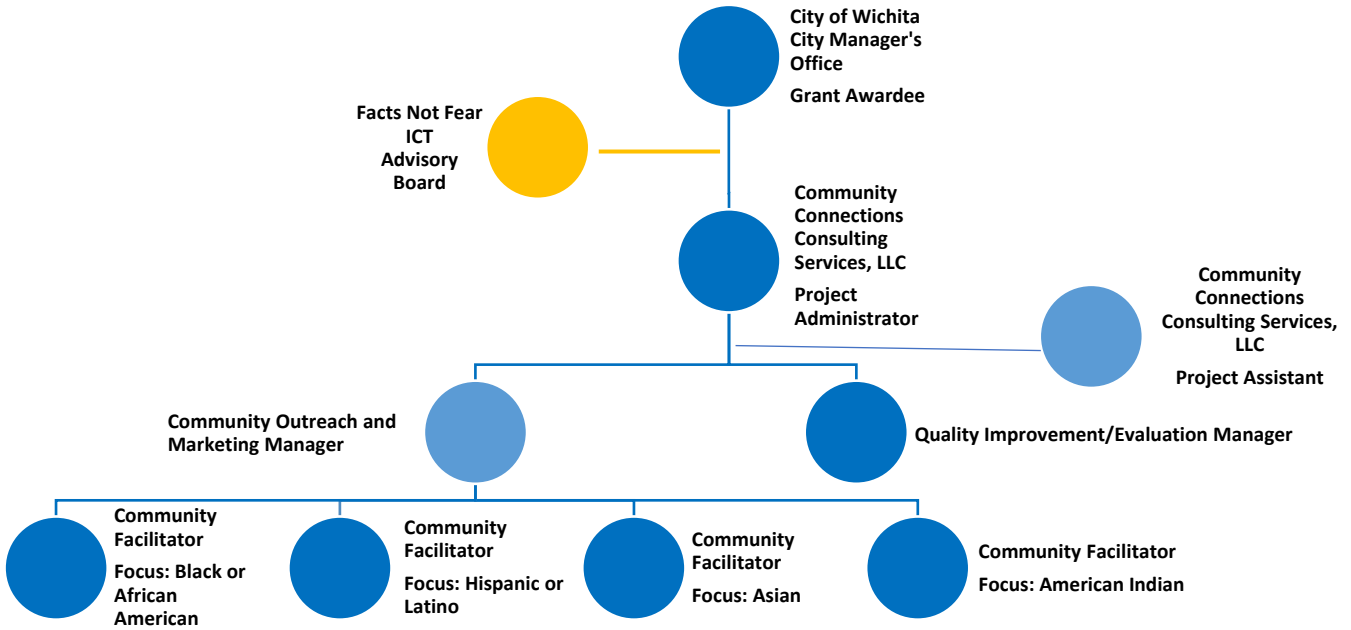 City of Wichita
City Manager's
Office
Grant Awardee
Facts Not Fear
ICT
Advisory
Board
Community
Connections
Consulting
Services, LLC
Project
Administrator
Community
Connections
Consulting Services,
LLC
Project Assistant
Community Outreach and
Marketing Manager
Quality Improvement/Evaluation Manager
Community
Facilitator
Focus: Black or
African
American
Community
Facilitator
Focus: Hispanic or
Latino
Community
Facilitator
Focus: Asian
Community Facilitator
Focus: American Indian